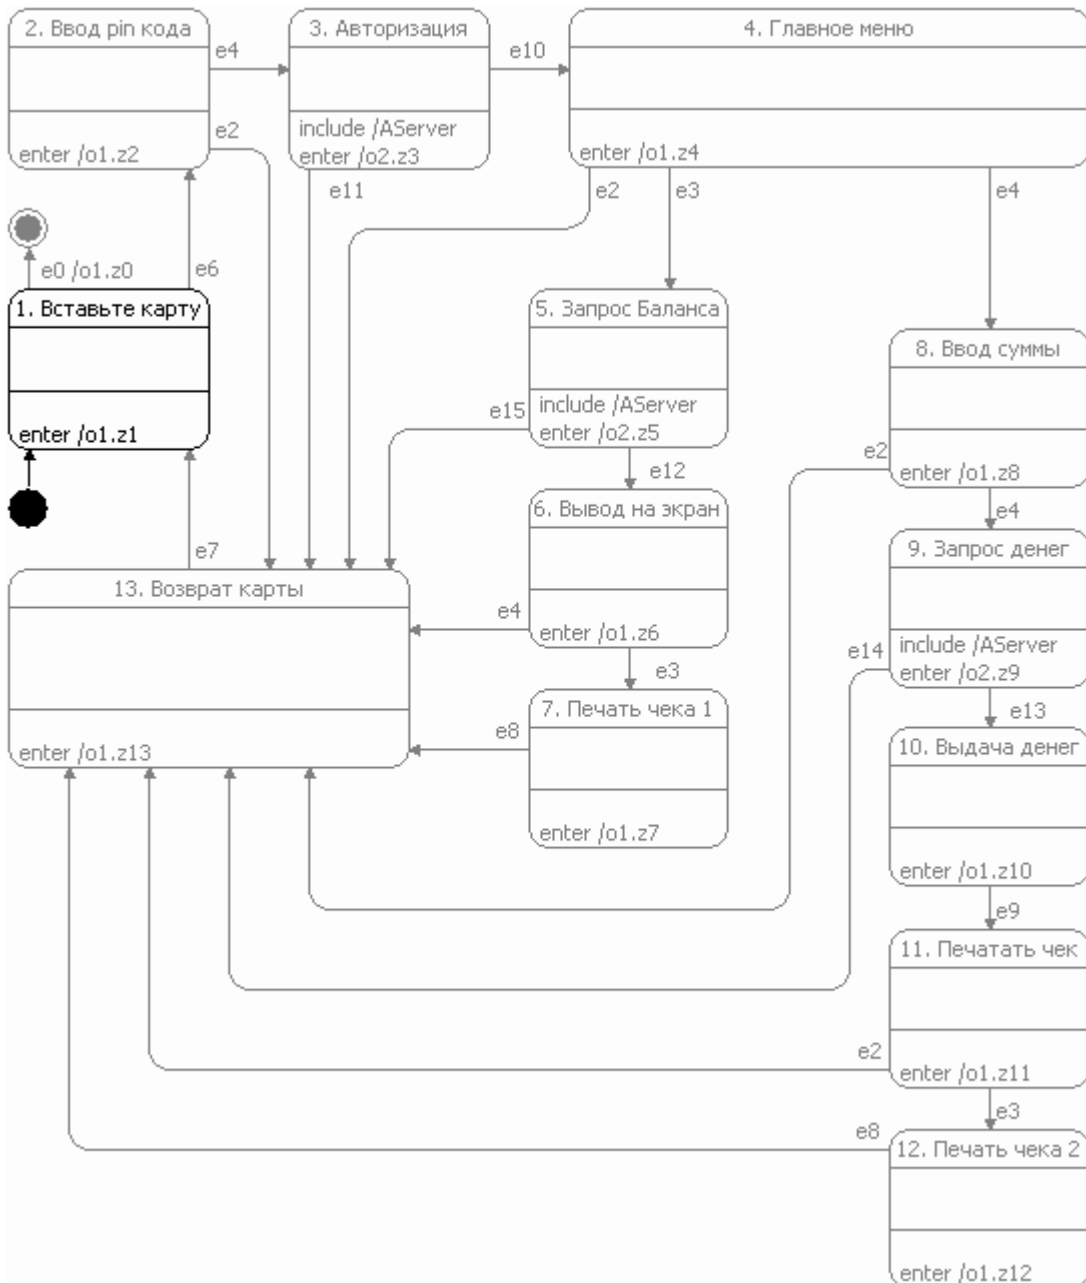 2. Ввод pin кода
3. Авторизация
4. Главное меню
e4
e10
include /AServer
enter /o1.z2
e2
enter /o2.z3
enter /o1.z4
e11
e2
e3
e4
e0 /o1.z0
e6
1. Вставьте карту
enter /o1.z1
5. Запрос Баланса
include /AServer
enter /o2.z5
e15
8. Ввод суммы
enter /o1.z8
e2
e12
e4
6. Вывод на экран
enter /o1.z6
9. Запрос денег
include /AServer
enter /o2.z9
e7
13. Возврат карты
enter /o1.z13
e4
e14
e3
e13
7. Печать чека 1
enter /o1.z7
e8
10. Выдача денег
enter /o1.z10
e9
11. Печатать чек
enter /o1.z11
e2
e3
e8
12. Печать чека 2
enter /o1.z12